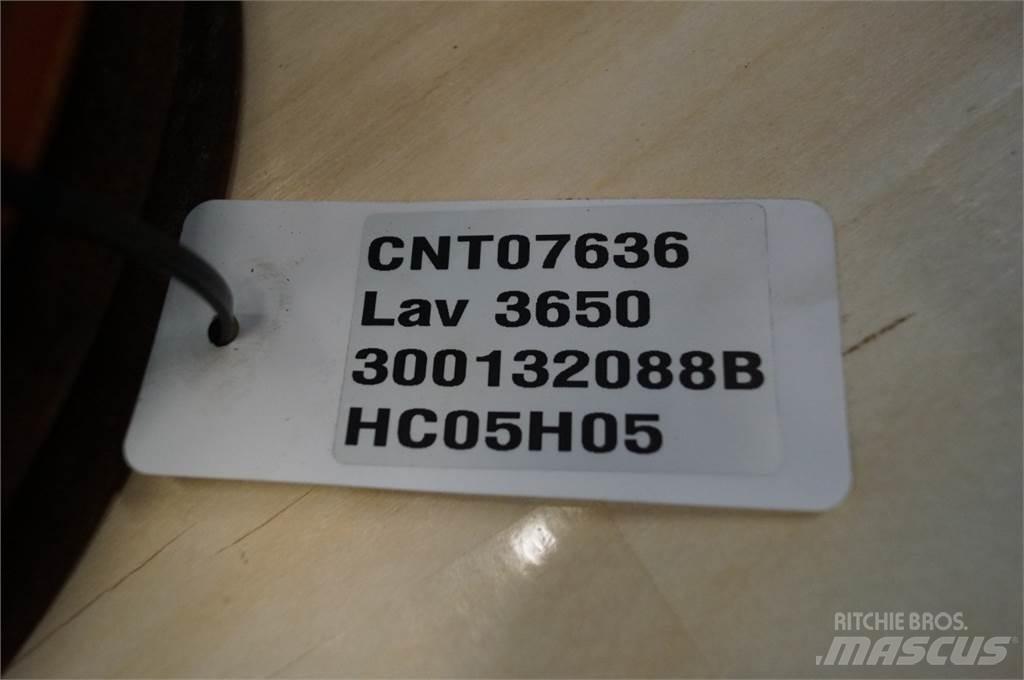 CNT07636
Lav 3650
300132088B
HC05H05
RITCHIE BROS.
MASCUS